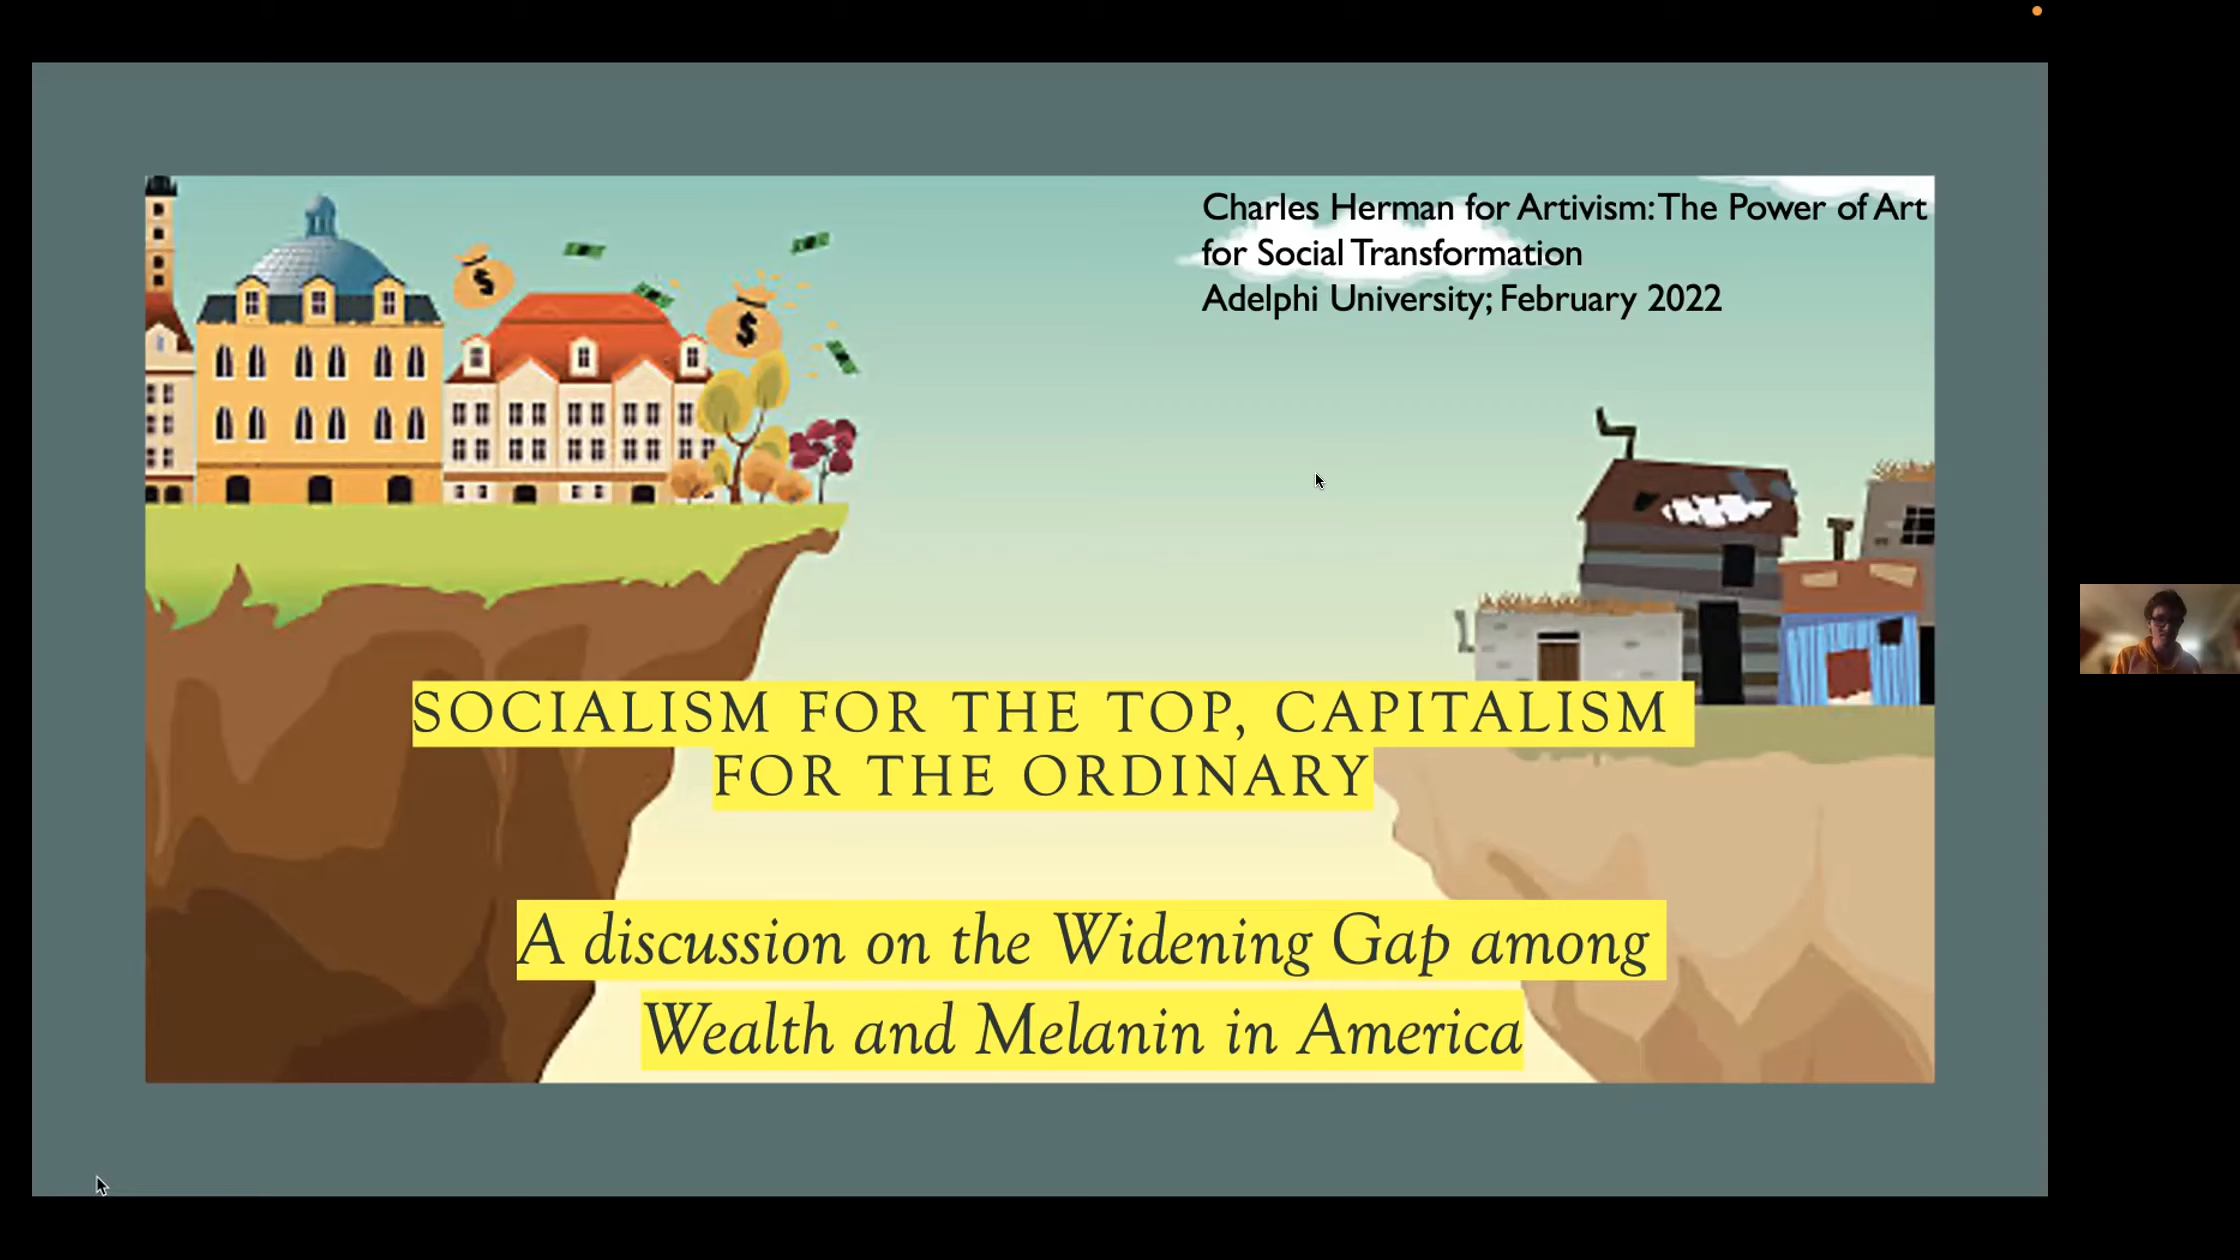 Charles Herman for Artivism: The Power of Art
for Social Transformation
Adelphi University; February 2022
$
$
SOCIALISM FOR THE TOP, CAPITALISM
FOR THE ORDINARY
A discussion on the Widening Gap among
Wealth and Melanin in America